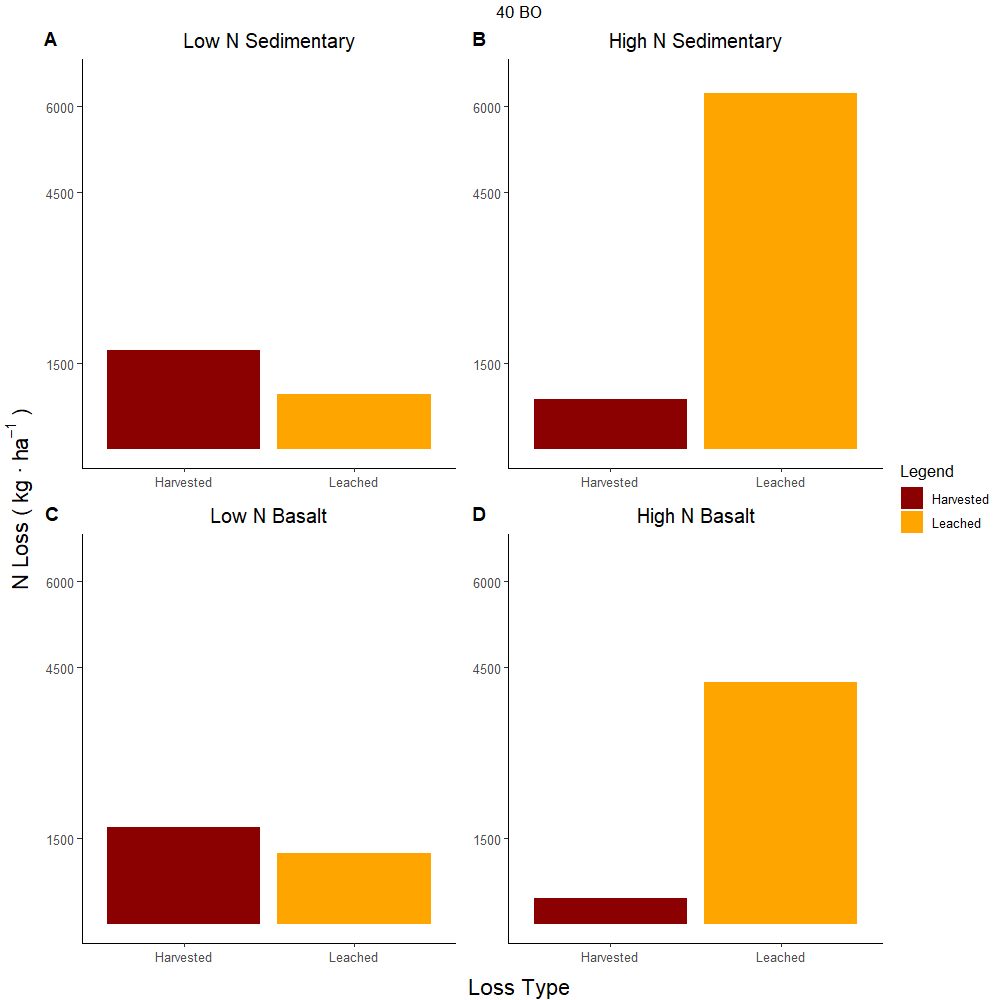 40 BO
A
Low N Sedimentary
B
High N Sedimentary
6000
4500
1500
Harvested
Leached
6000
4500
1500
Harvested
Leached
C
Low N Basalt
D
High N Basalt
6000
4500
1500
Harvested
Leached
6000
4500
1500
Harvested
Leached
N Loss ( kg · ha⁻¹ )
Loss Type
Legend
Harvested
Leached